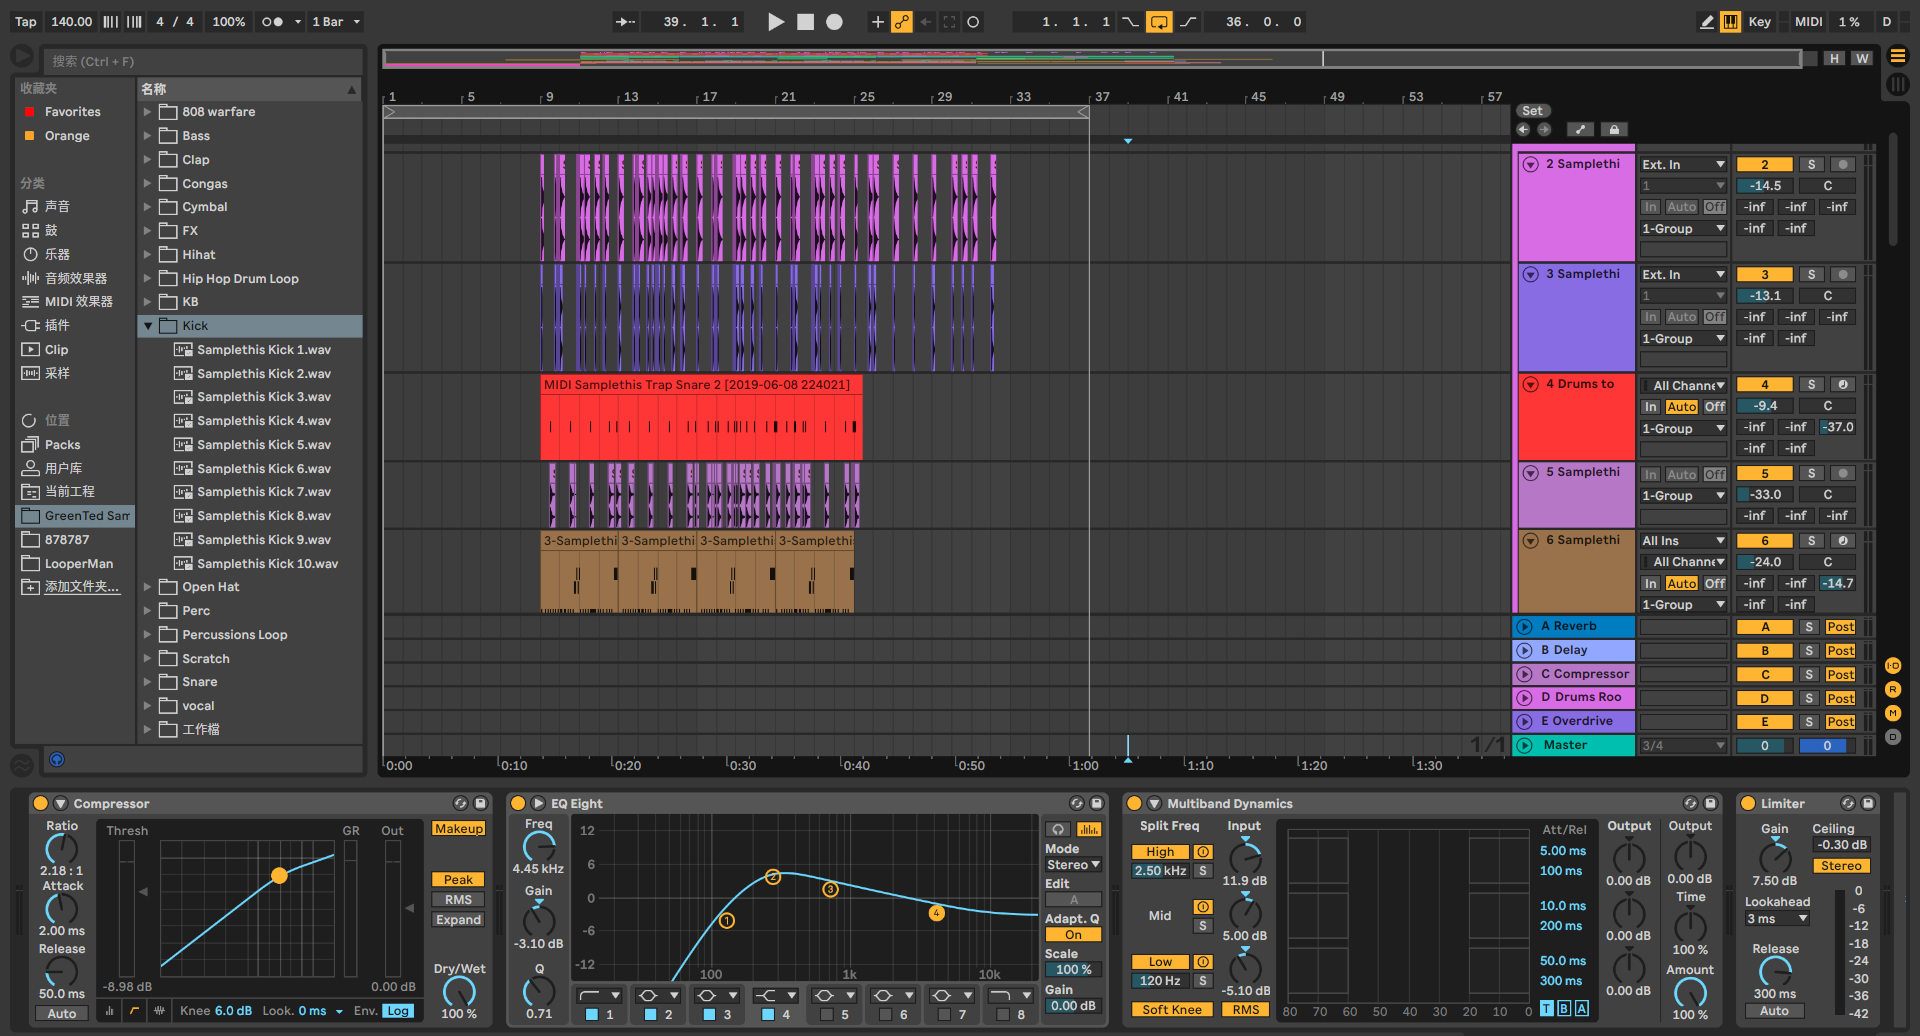 Tap 140.00 4 / 4 100% 1 Bar 39. 1. 1 1. 1. 1 36. 0. 0 Key MIDI 1 % D
搜索 (Ctrl + F)
H W
收藏夹
Favorites
Orange
分类
声音
鼓
乐器
音频效果器
MIDI 效果器
插件
Clip
采样
位置
Packs
用户库
当前工程
GreenTed Sam
878787
LooperMan
添加文件夹...
名称
808 warfare
Bass
Clap
Congas
Cymbal
FX
Hihat
Hip Hop Drum Loop
KB
Kick
Samplethis Kick 1.wav
Samplethis Kick 2.wav
Samplethis Kick 3.wav
Samplethis Kick 4.wav
Samplethis Kick 5.wav
Samplethis Kick 6.wav
Samplethis Kick 7.wav
Samplethis Kick 8.wav
Samplethis Kick 9.wav
Samplethis Kick 10.wav
Open Hat
Perc
Percussions Loop
Scratch
Snare
vocal
工作檔
1 5 9 13 17 21 25 29 33 37 41 45 49 53 57
Set
MIDI Samplethis Trap Snare 2 [2019-06-08 224021]
3-Samplethi 3-Samplethi 3-Samplethi 3-Samplethi
2 Samplethi Ext. In 2 S
1 -14.5 C
In Auto Off -inf -inf -inf
1-Group -inf -inf
3 Samplethi Ext. In 3 S
1 -13.1 C
In Auto Off -inf -inf -inf
1-Group -inf -inf
4 Drums to All Channe 4 S
In Auto Off -9.4 C
1-Group -inf -inf -37.0
-inf -inf
5 Samplethi In Auto Off 5 S
1-Group -33.0 C
-inf -inf -inf
6 Samplethi All Ins 6 S
All Channe -24.0 C
In Auto Off -inf -inf -14.7
1-Group -inf -inf
A Reverb A S Post
B Delay B S Post
C Compressor C S Post
D Drums Roo D S Post
E Overdrive E S Post
1/1 Master 3/4 0 0
I·O
R
M
D
0:00 0:10 0:20 0:30 0:40 0:50 1:00 1:10 1:20 1:30
Compressor
Ratio
2.18 : 1
Attack
2.00 ms
Release
50.0 ms
Auto
Thresh GR Out
-8.98 dB 0.00 dB
Knee 6.0 dB Look. 0 ms Env. Log
Makeup
Peak
RMS
Expand
Dry/Wet
100 %
EQ Eight
Freq
4.45 kHz
Gain
-3.10 dB
Q
0.71
12
6
0
-6
-12
100 1k 10k
1 2 3 4
1 2 3 4 5 6 7 8
Mode
Stereo
Edit
A
Adapt. Q
On
Scale
100 %
Gain
0.00 dB
Multiband Dynamics
Split Freq
High
2.50 kHz S
Mid
S
Low
120 Hz S
Soft Knee
Input
11.9 dB
5.00 dB
-5.10 dB
RMS
80 70 60 50 40 30 20 10 0
Att/Rel
5.00 ms
100 ms
10.0 ms
200 ms
50.0 ms
300 ms
T B A
Output
0.00 dB
0.00 dB
0.00 dB
Output
0.00 dB
Time
100 %
Amount
100 %
Limiter
Gain
7.50 dB
Lookahead
3 ms
Release
300 ms
Auto
Ceiling
-0.30 dB
Stereo
0
-6
-12
-18
-24
-30
-36
-42